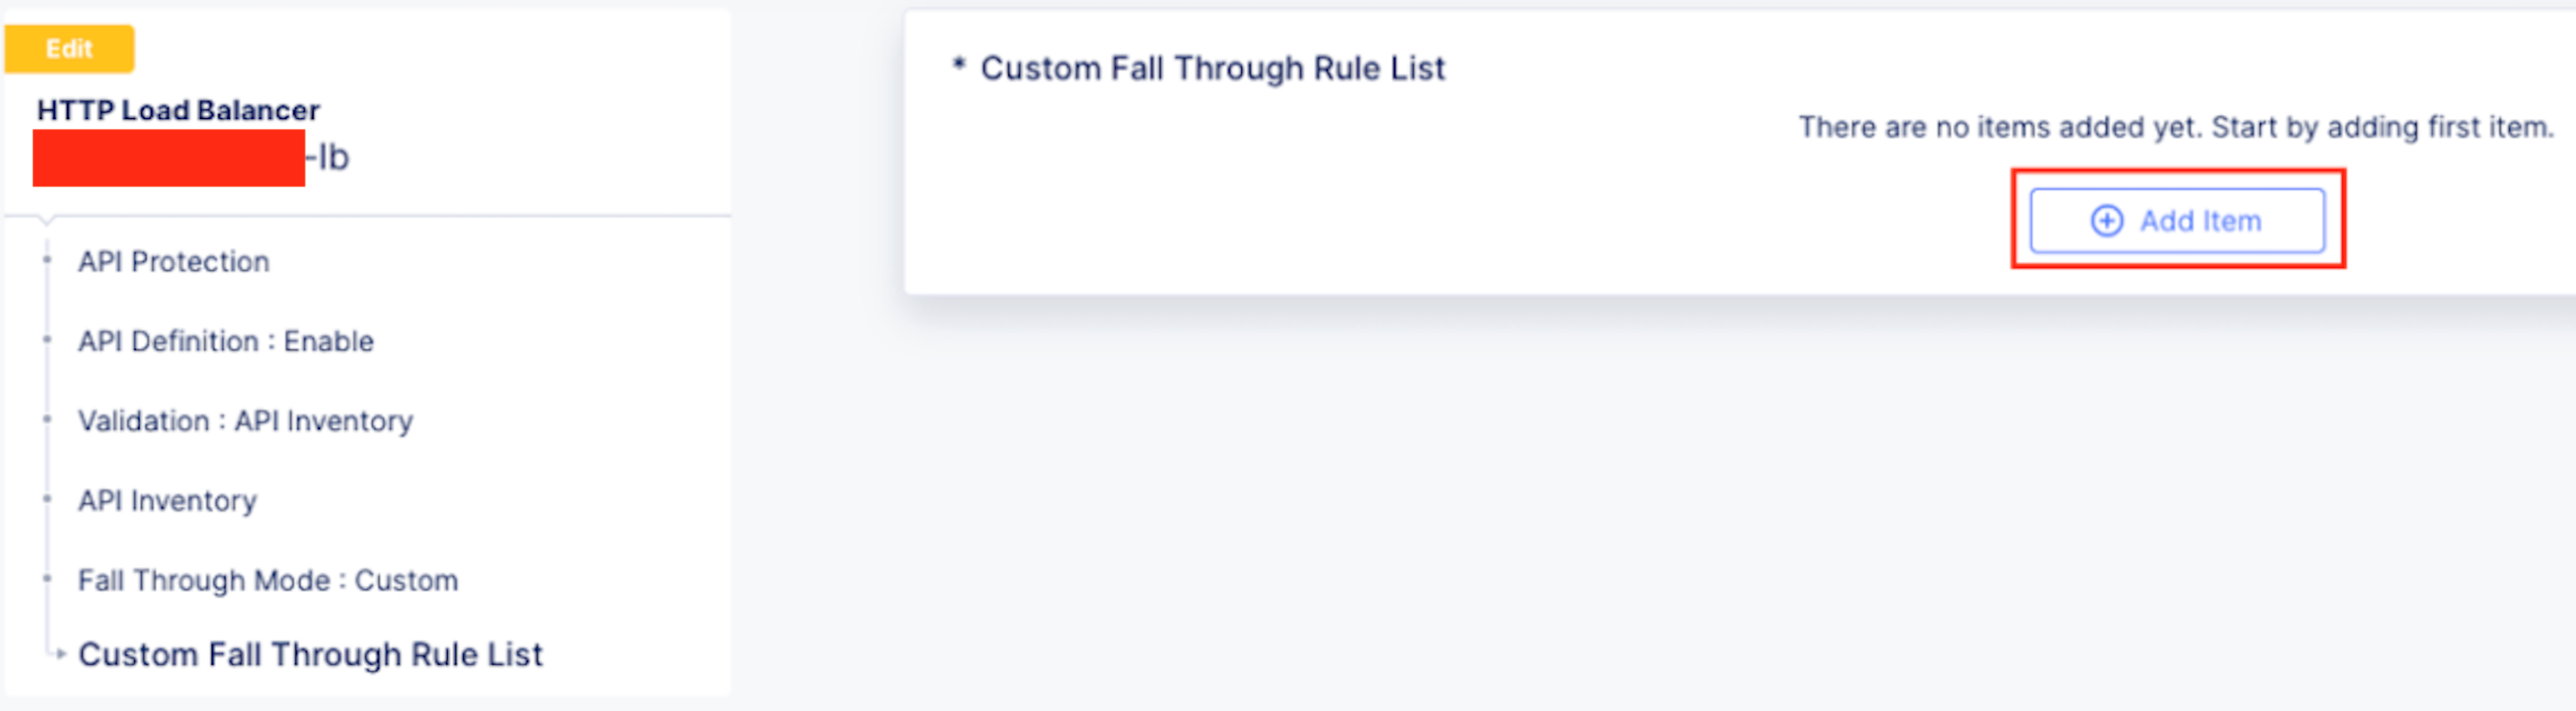 Edit
HTTP Load Balancer
-lb
API Protection
API Definition : Enable
Validation : API Inventory
API Inventory
Fall Through Mode : Custom
Custom Fall Through Rule List
* Custom Fall Through Rule List
There are no items added yet. Start by adding first item.
Add Item